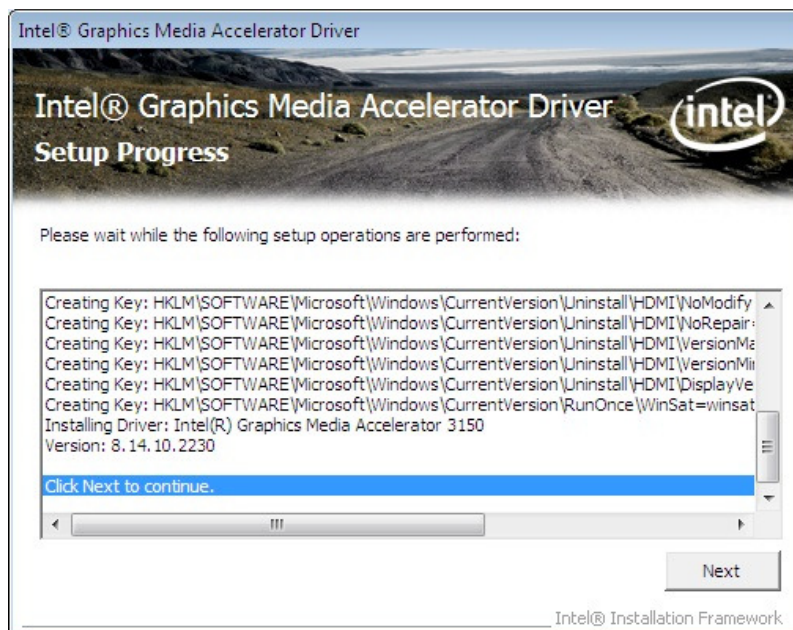 Intel® Graphics Media Accelerator Driver
Intel® Graphics Media Accelerator Driver
intel
Setup Progress
Please wait while the following setup operations are performed:
Creating Key: HKLM\SOFTWARE\Microsoft\Windows\CurrentVersion\Uninstall\HDMI\NoModify
Creating Key: HKLM\SOFTWARE\Microsoft\Windows\CurrentVersion\Uninstall\HDMI\NoRepair=
Creating Key: HKLM\SOFTWARE\Microsoft\Windows\CurrentVersion\Uninstall\HDMI\VersionMa
Creating Key: HKLM\SOFTWARE\Microsoft\Windows\CurrentVersion\Uninstall\HDMI\VersionMi
Creating Key: HKLM\SOFTWARE\Microsoft\Windows\CurrentVersion\Uninstall\HDMI\DisplayVe
Creating Key: HKLM\SOFTWARE\Microsoft\Windows\CurrentVersion\RunOnce\WinSat=winsat
Installing Driver: Intel(R) Graphics Media Accelerator 3150
Version: 8.14.10.2230
Click Next to continue.
Next
Intel® Installation Framework